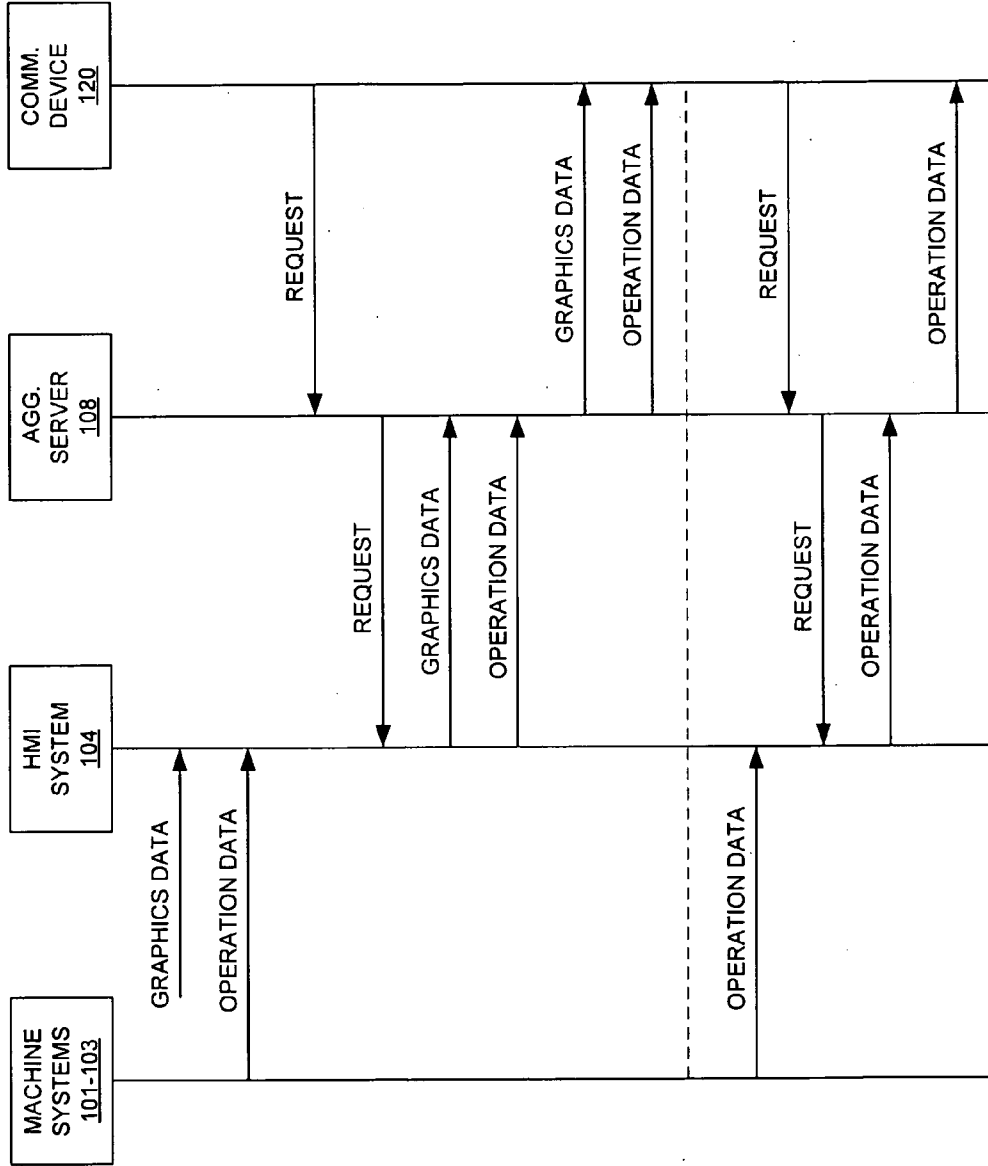 MACHINE
SYSTEMS
101-103
HMI
SYSTEM
104
AGG.
SERVER
108
COMM.
DEVICE
120
GRAPHICS DATA
OPERATION DATA
REQUEST
REQUEST
GRAPHICS DATA
OPERATION DATA
GRAPHICS DATA
OPERATION DATA
OPERATION DATA
REQUEST
REQUEST
OPERATION DATA
OPERATION DATA